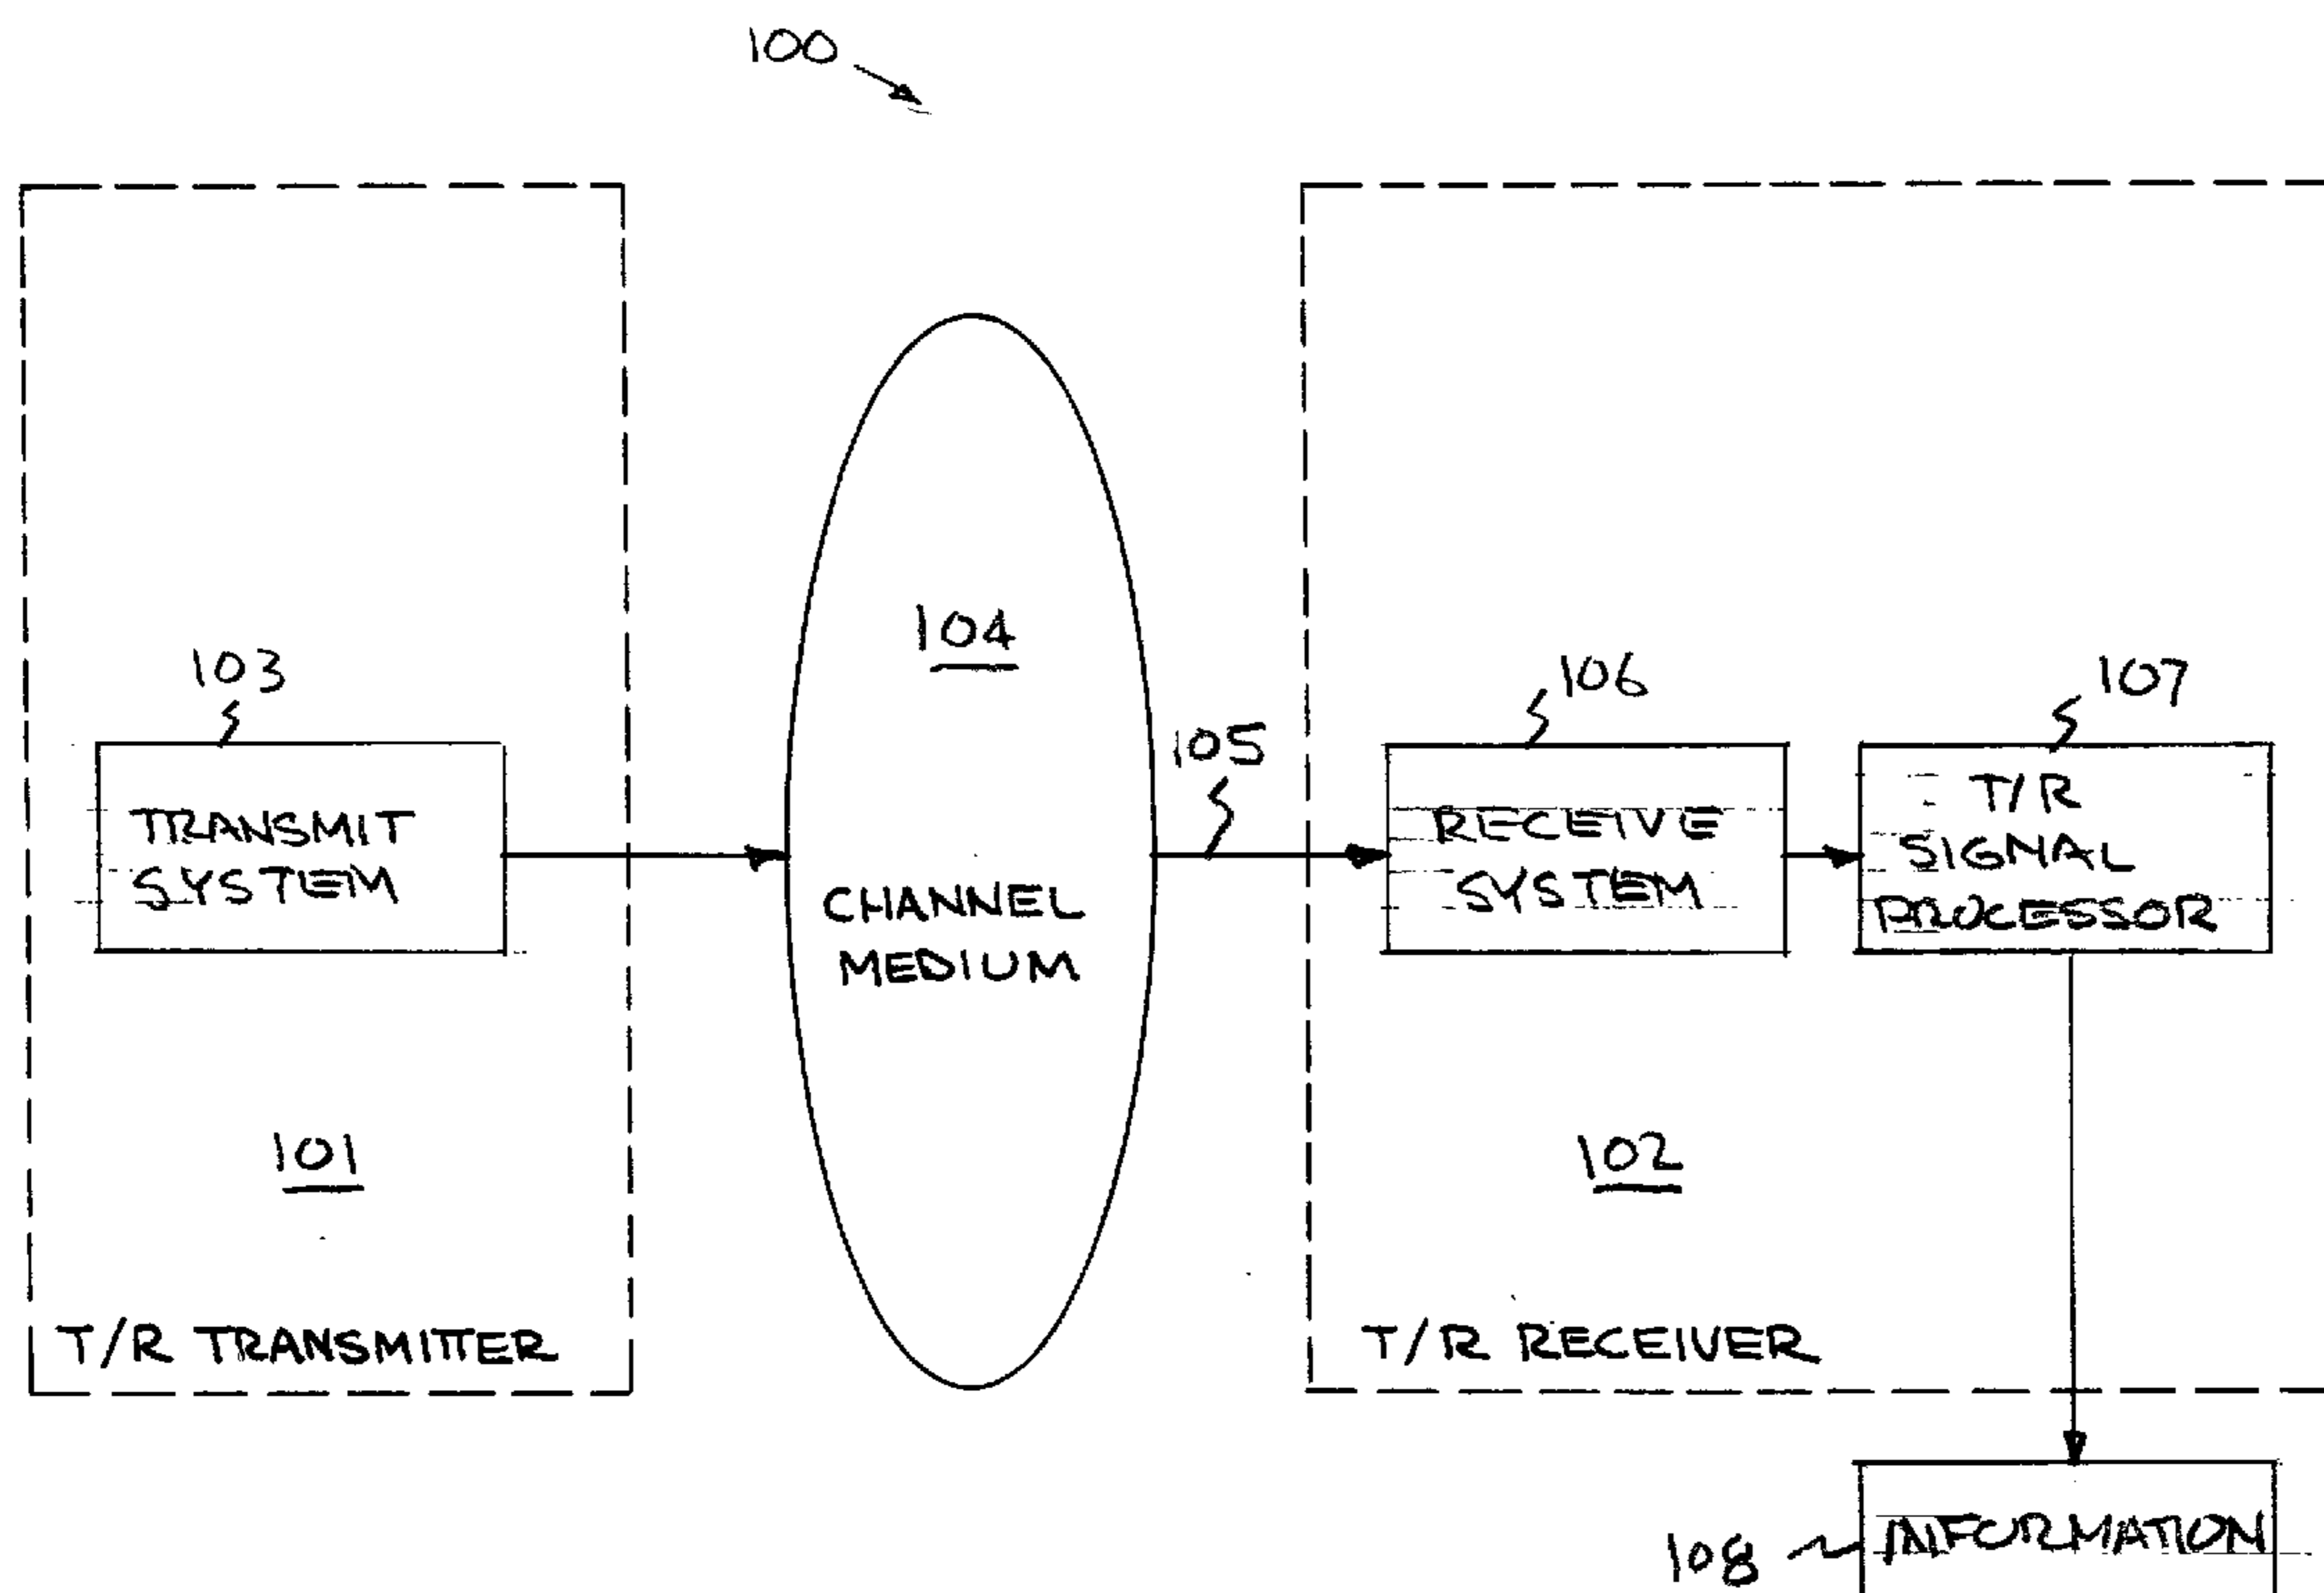 100
103
TRANSMIT
SYSTEM
101
T/R TRANSMITTER
104
CHANNEL
MEDIUM
105
106
RECEIVE
SYSTEM
107
T/R
SIGNAL
PROCESSOR
102
T/R RECEIVER
108
INFORMATION